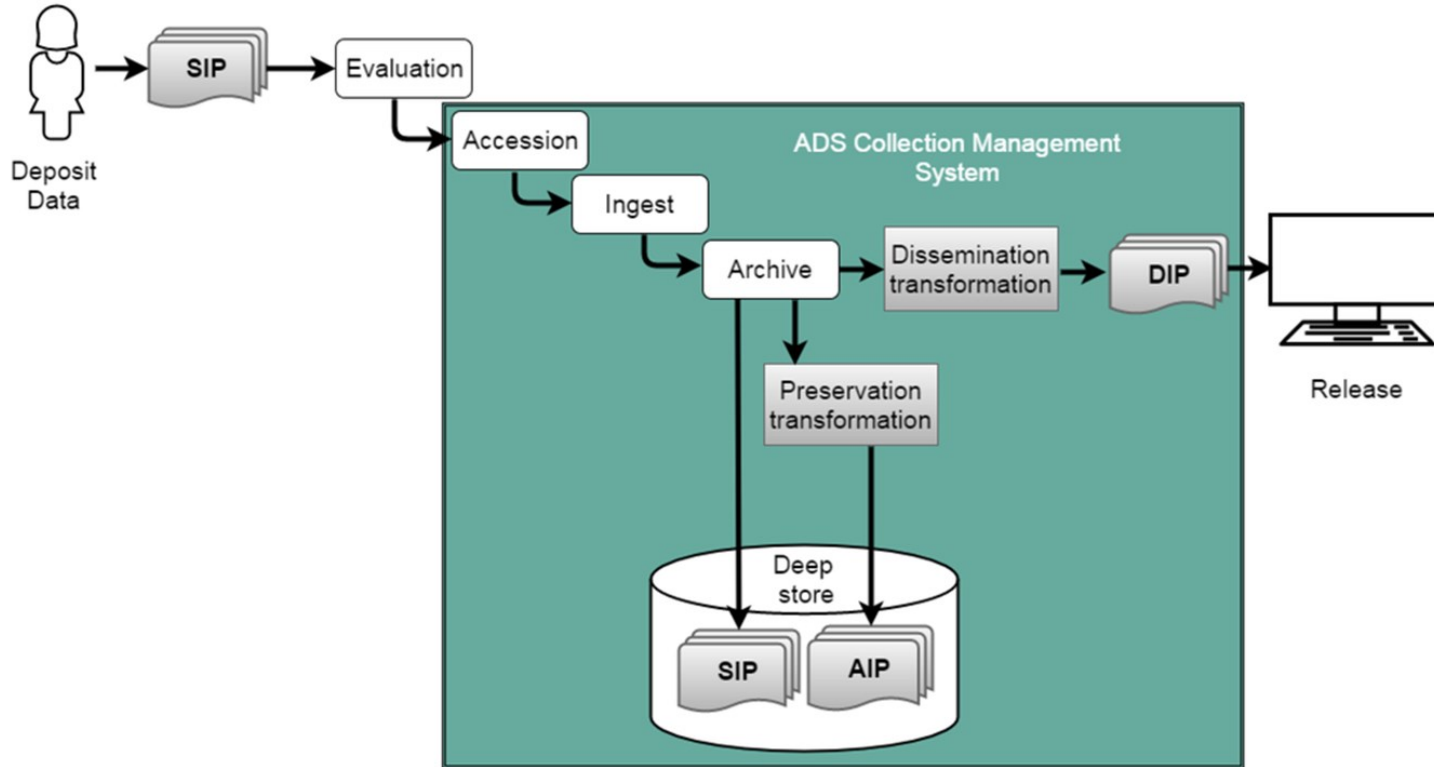 SIP
Evaluation
Deposit
Data
Accession
ADS Collection Management
System
Ingest
Archive
Dissemination
transformation
DIP
Release
Preservation
transformation
Deep
store
SIP
AIP